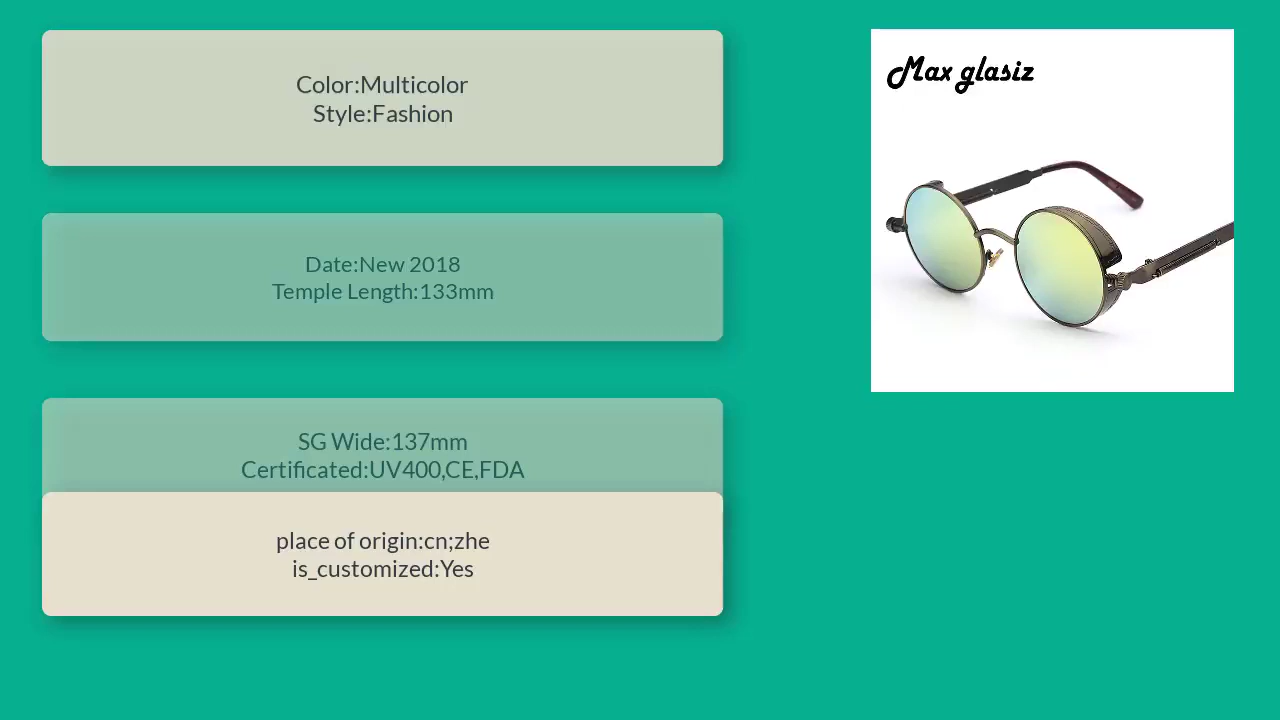 Color:Multicolor
Style:Fashion
Date:New 2018
Temple Length:133mm
SG Wide:137mm
Certificated:UV400,CE,FDA
place of origin:cn;zhe
is_customized:Yes
Max glasiz